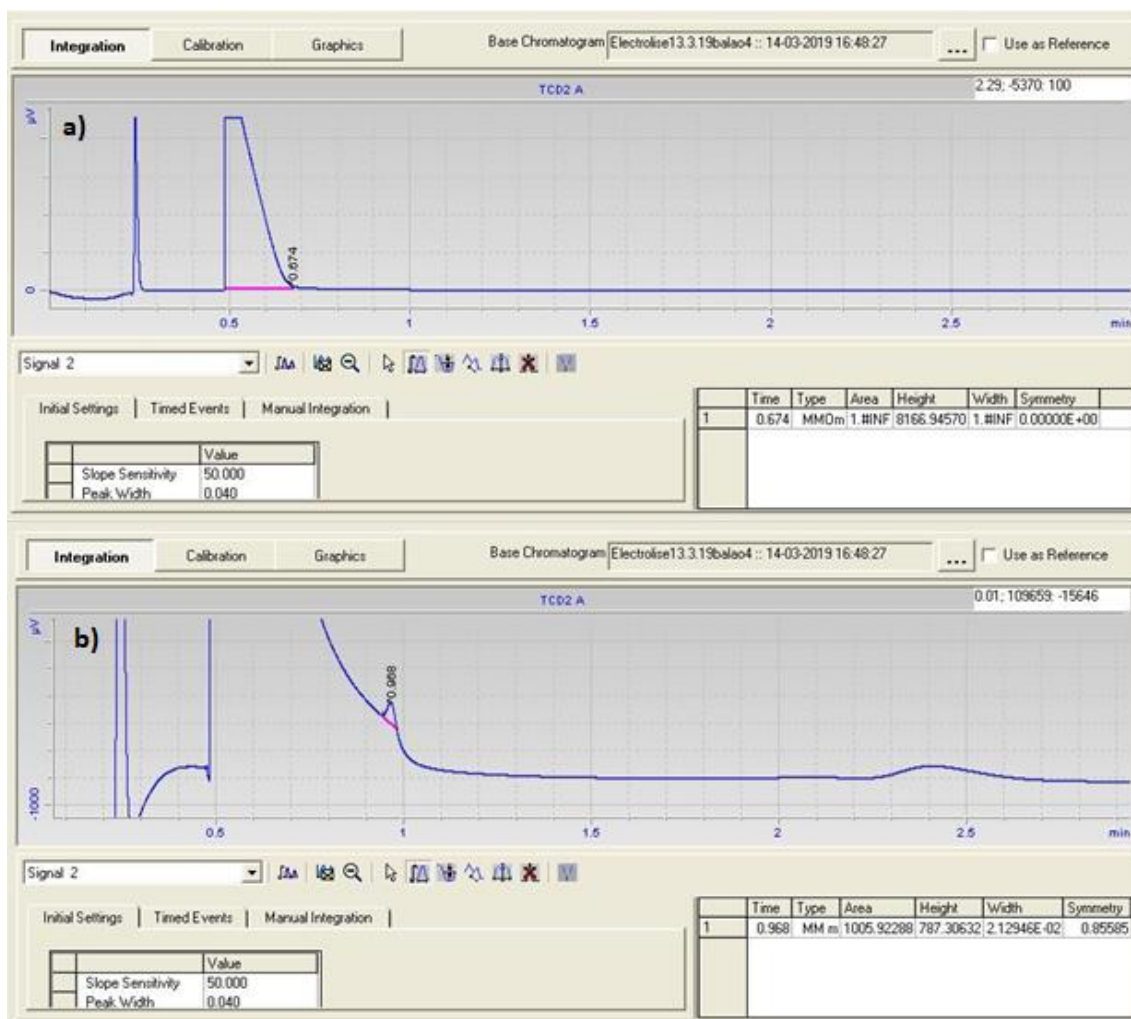 Integration Calibration Graphics Base Chromatogram Electrolise13.3.19balao4 :: 14-03-2019 16:48:27 ... Use as Reference
TCD2 A 2.29; -5370; 100
µV
a)
0.674
0
0.5 1 2 2.5 min
Signal 2
Initial Settings Timed Events Manual Integration
Value
Slope Sensitivity 50.000
Peak Width 0.040
Time Type Area Height Width Symmetry
1 0.674 MMOm 1.#INF 8166.94570 1.#INF 0.00000E+00
Integration Calibration Graphics Base Chromatogram Electrolise13.3.19balao4 :: 14-03-2019 16:48:27 ... Use as Reference
TCD2 A 0.01; 109659; -15646
µV
b)
0.968
-1000
0.5 1 1.5 2 2.5 min
Signal 2
Initial Settings Timed Events Manual Integration
Value
Slope Sensitivity 50.000
Peak Width 0.040
Time Type Area Height Width Symmetry
1 0.968 MM m 1005.92288 787.30632 2.12946E-02 0.85585